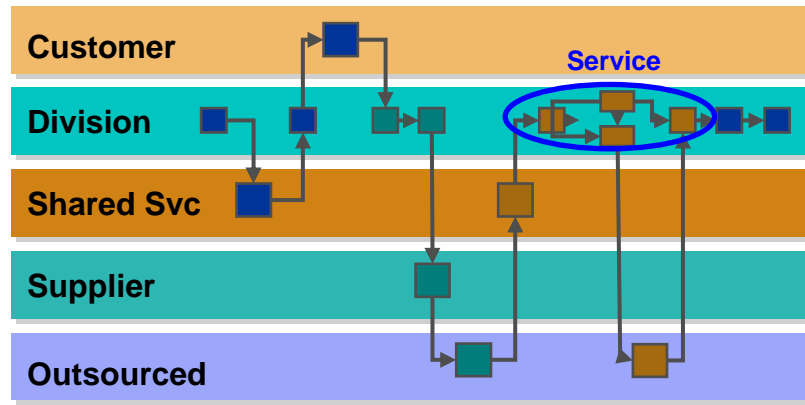 Customer
Service
Division
Shared Svc
Supplier
Outsourced